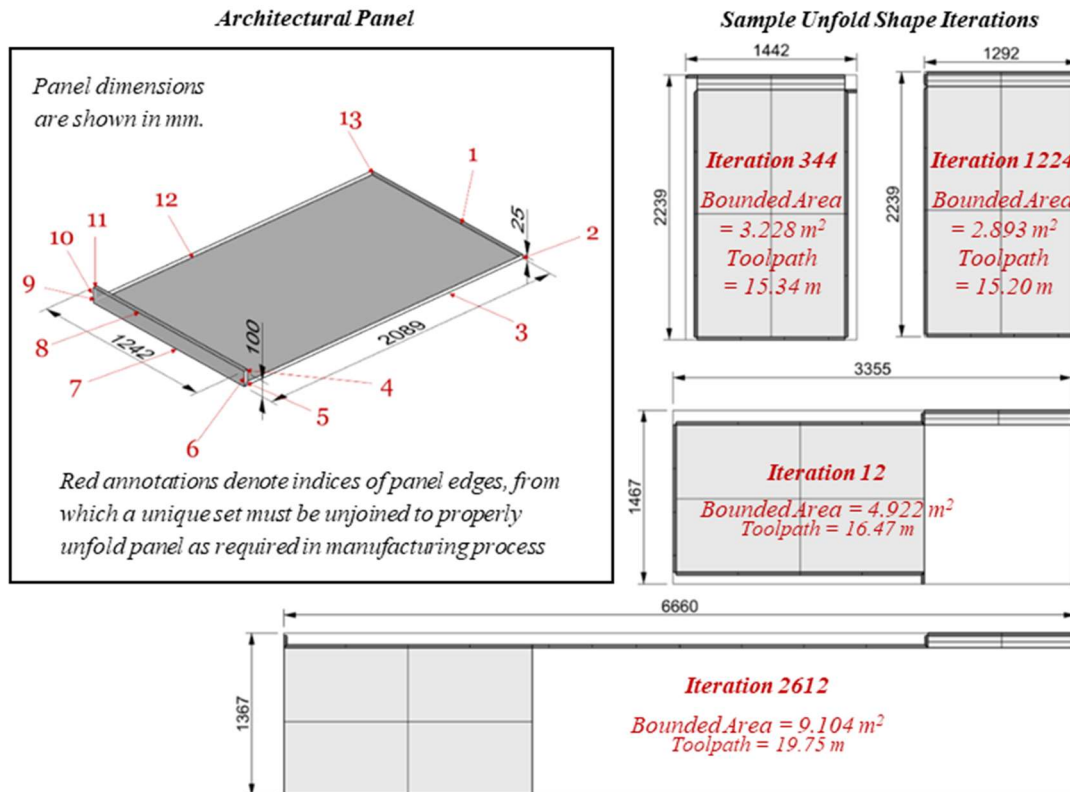 Architectural Panel
Panel dimensions
are shown in mm.
13
1
12
25
2
11
10
9
3
2089
8
1242
100
7
4
5
6
Red annotations denote indices of panel edges, from
which a unique set must be unjoined to properly
unfold panel as required in manufacturing process
Sample Unfold Shape Iterations
1442
2239
Iteration 344
Bounded Area
= 3.228 m²
Toolpath
= 15.34 m
1292
2239
Iteration 1224
Bounded Area
= 2.893 m²
Toolpath
= 15.20 m
3355
1467
Iteration 12
Bounded Area = 4.922 m²
Toolpath = 16.47 m
6660
1367
Iteration 2612
Bounded Area = 9.104 m²
Toolpath = 19.75 m